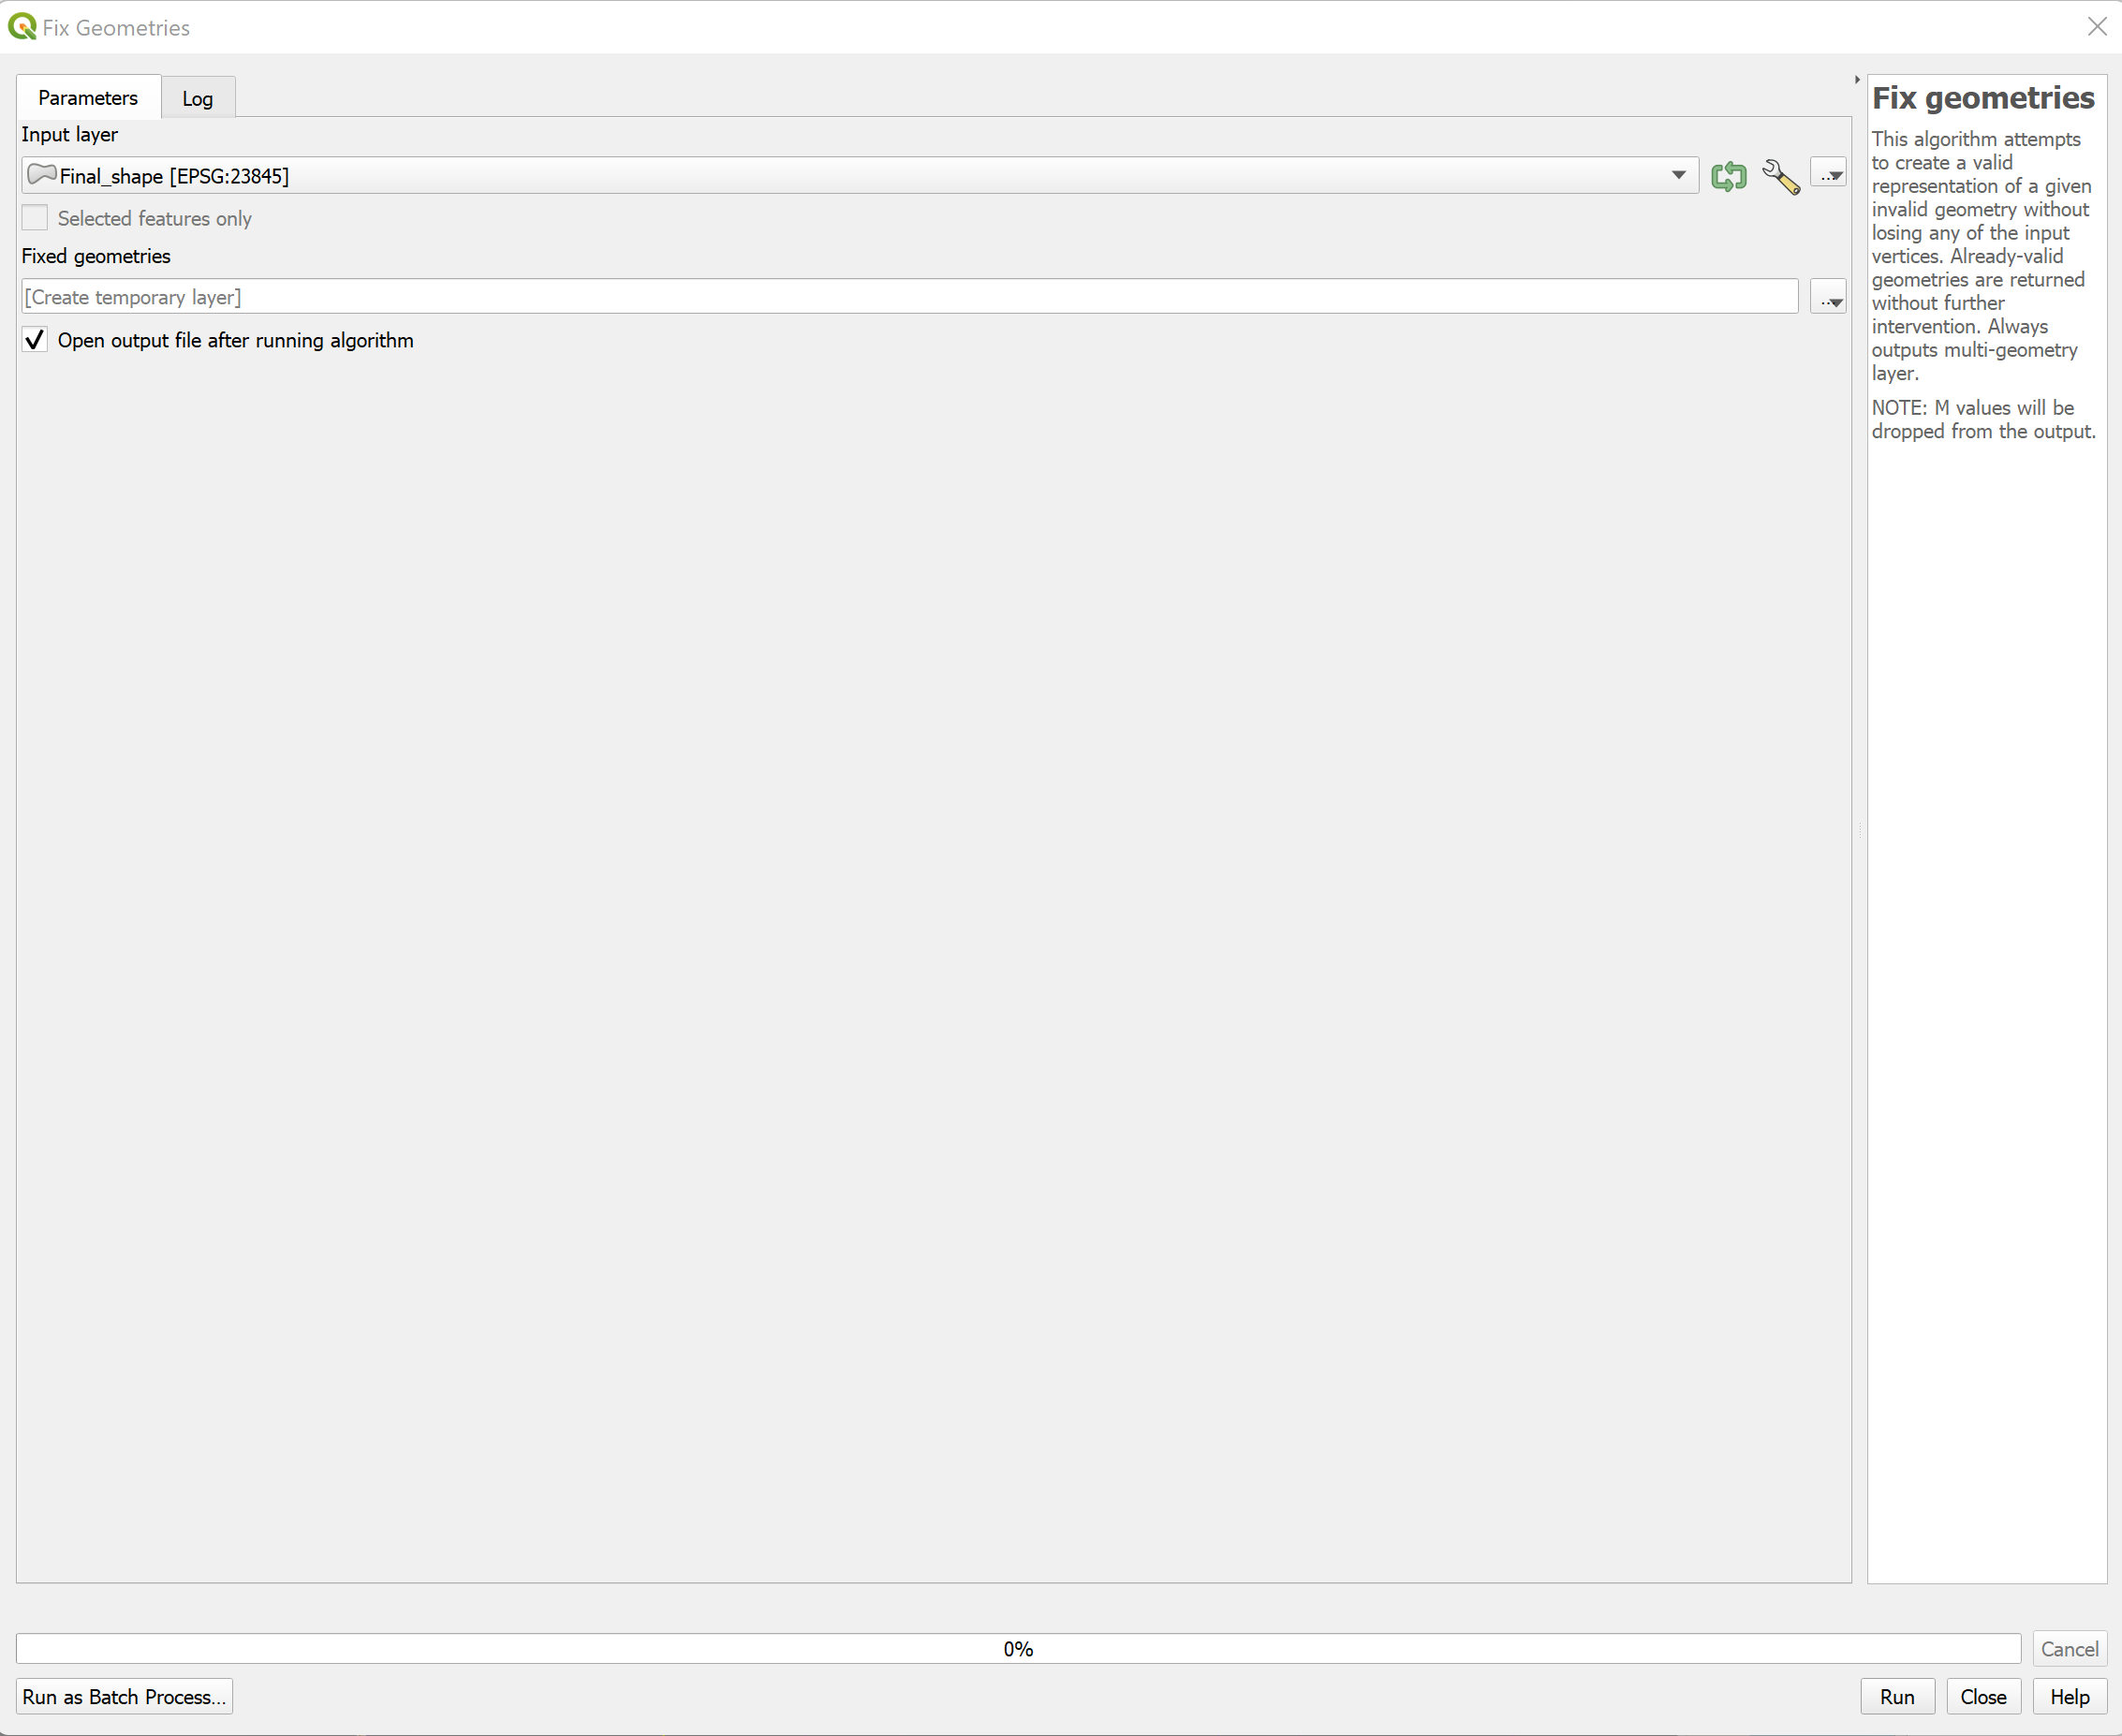 Fix Geometries
Parameters
Log
Input layer
Final_shape [EPSG:23845]
...
Selected features only
Fixed geometries
[Create temporary layer]
...
Open output file after running algorithm
Fix geometries
This algorithm attempts
to create a valid
representation of a given
invalid geometry without
losing any of the input
vertices. Already-valid
geometries are returned
without further
intervention. Always
outputs multi-geometry
layer.
NOTE: M values will be
dropped from the output.
0%
Cancel
Run as Batch Process...
Run
Close
Help